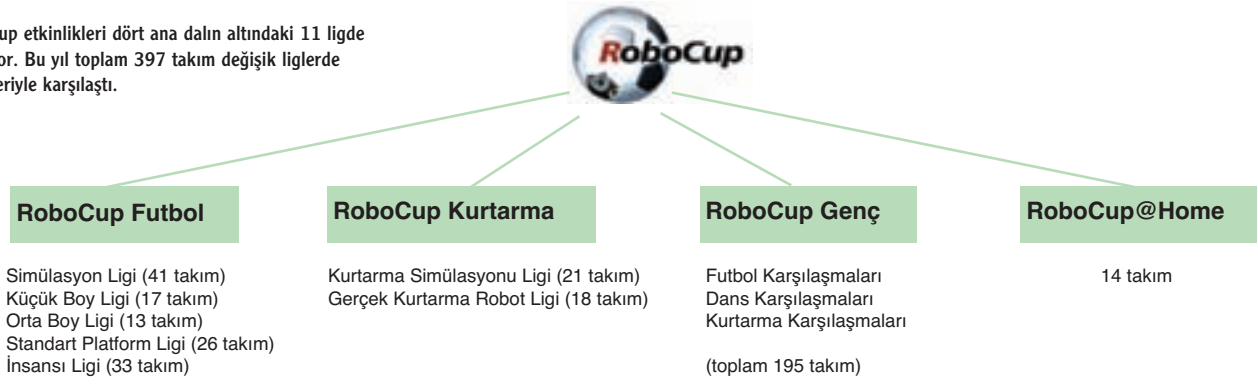 up etkinlikleri dört ana dalın altındaki 11 ligde
or. Bu yıl toplam 397 takım değişik liglerde
eriyle karşılaştı.
RoboCup
RoboCup Futbol
Simülasyon Ligi (41 takım)
Küçük Boy Ligi (17 takım)
Orta Boy Ligi (13 takım)
Standart Platform Ligi (26 takım)
İnsansı Ligi (33 takım)
RoboCup Kurtarma
Kurtarma Simülasyonu Ligi (21 takım)
Gerçek Kurtarma Robot Ligi (18 takım)
RoboCup Genç
Futbol Karşılaşmaları
Dans Karşılaşmaları
Kurtarma Karşılaşmaları
(toplam 195 takım)
RoboCup@Home
14 takım